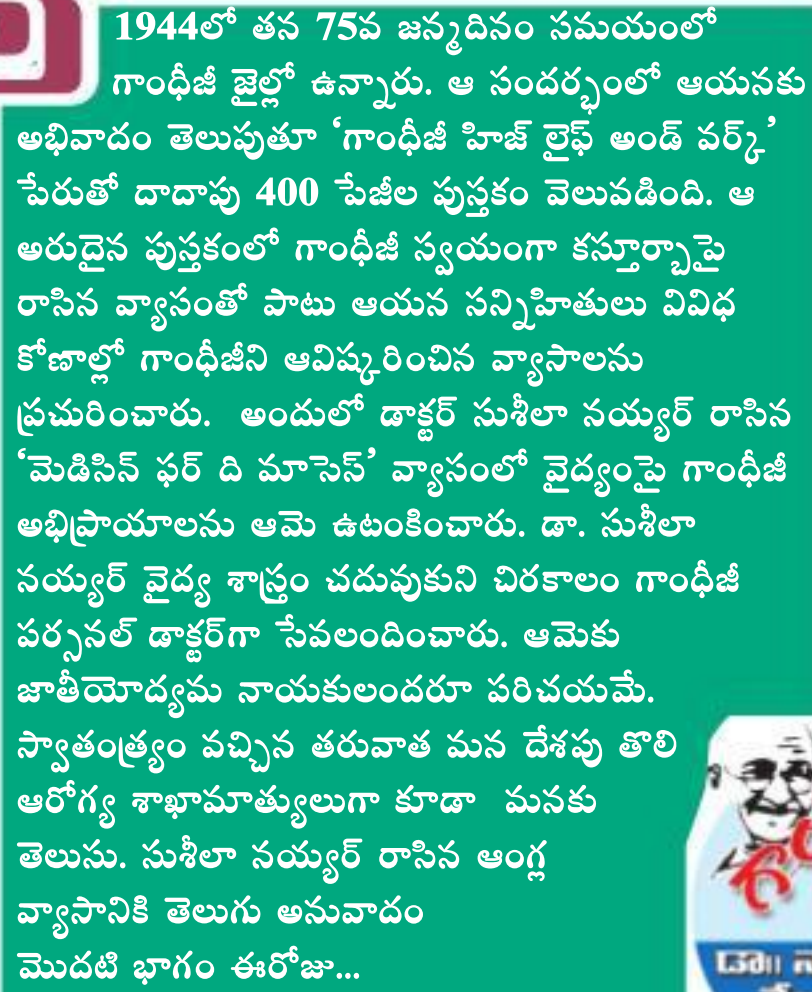 1944లో తన 75వ జన్మదినం సమయంలో
గాంధీజీ జైల్లో ఉన్నారు. ఆ సందర్భంలో ఆయనకు
అభివాదం తెలుపుతూ ‘గాంధీజీ హిజ్ లైఫ్ అండ్ వర్క్’
పేరుతో దాదాపు 400 పేజీల పుస్తకం వెలువడింది. ఆ
అరుదైన పుస్తకంలో గాంధీజీ స్వయంగా కస్తూర్బాపై
రాసిన వ్యాసంతో పాటు ఆయన సన్నిహితులు వివిధ
కోణాల్లో గాంధీజీని ఆవిష్కరించిన వ్యాసాలను
ప్రచురించారు. అందులో డాక్టర్ సుశీలా నయ్యర్ రాసిన
‘మెడిసిన్ ఫర్ ది మాసెస్’ వ్యాసంలో వైద్యంపై గాంధీజీ
అభిప్రాయాలను ఆమె ఉటంకించారు. డా. సుశీలా
నయ్యర్ వైద్య శాస్త్రం చదువుకుని చిరకాలం గాంధీజీ
పర్సనల్ డాక్టర్‌గా సేవలందించారు. ఆమెకు
జాతీయోద్యమ నాయకులందరూ పరిచయమే.
స్వాతంత్ర్యం వచ్చిన తరువాత మన దేశపు తొలి
ఆరోగ్య శాఖామాత్యులుగా కూడా మనకు
తెలుసు. సుశీలా నయ్యర్ రాసిన ఆంగ్ల
వ్యాసానికి తెలుగు అనువాదం
మొదటి భాగం ఈరోజు...
డా॥